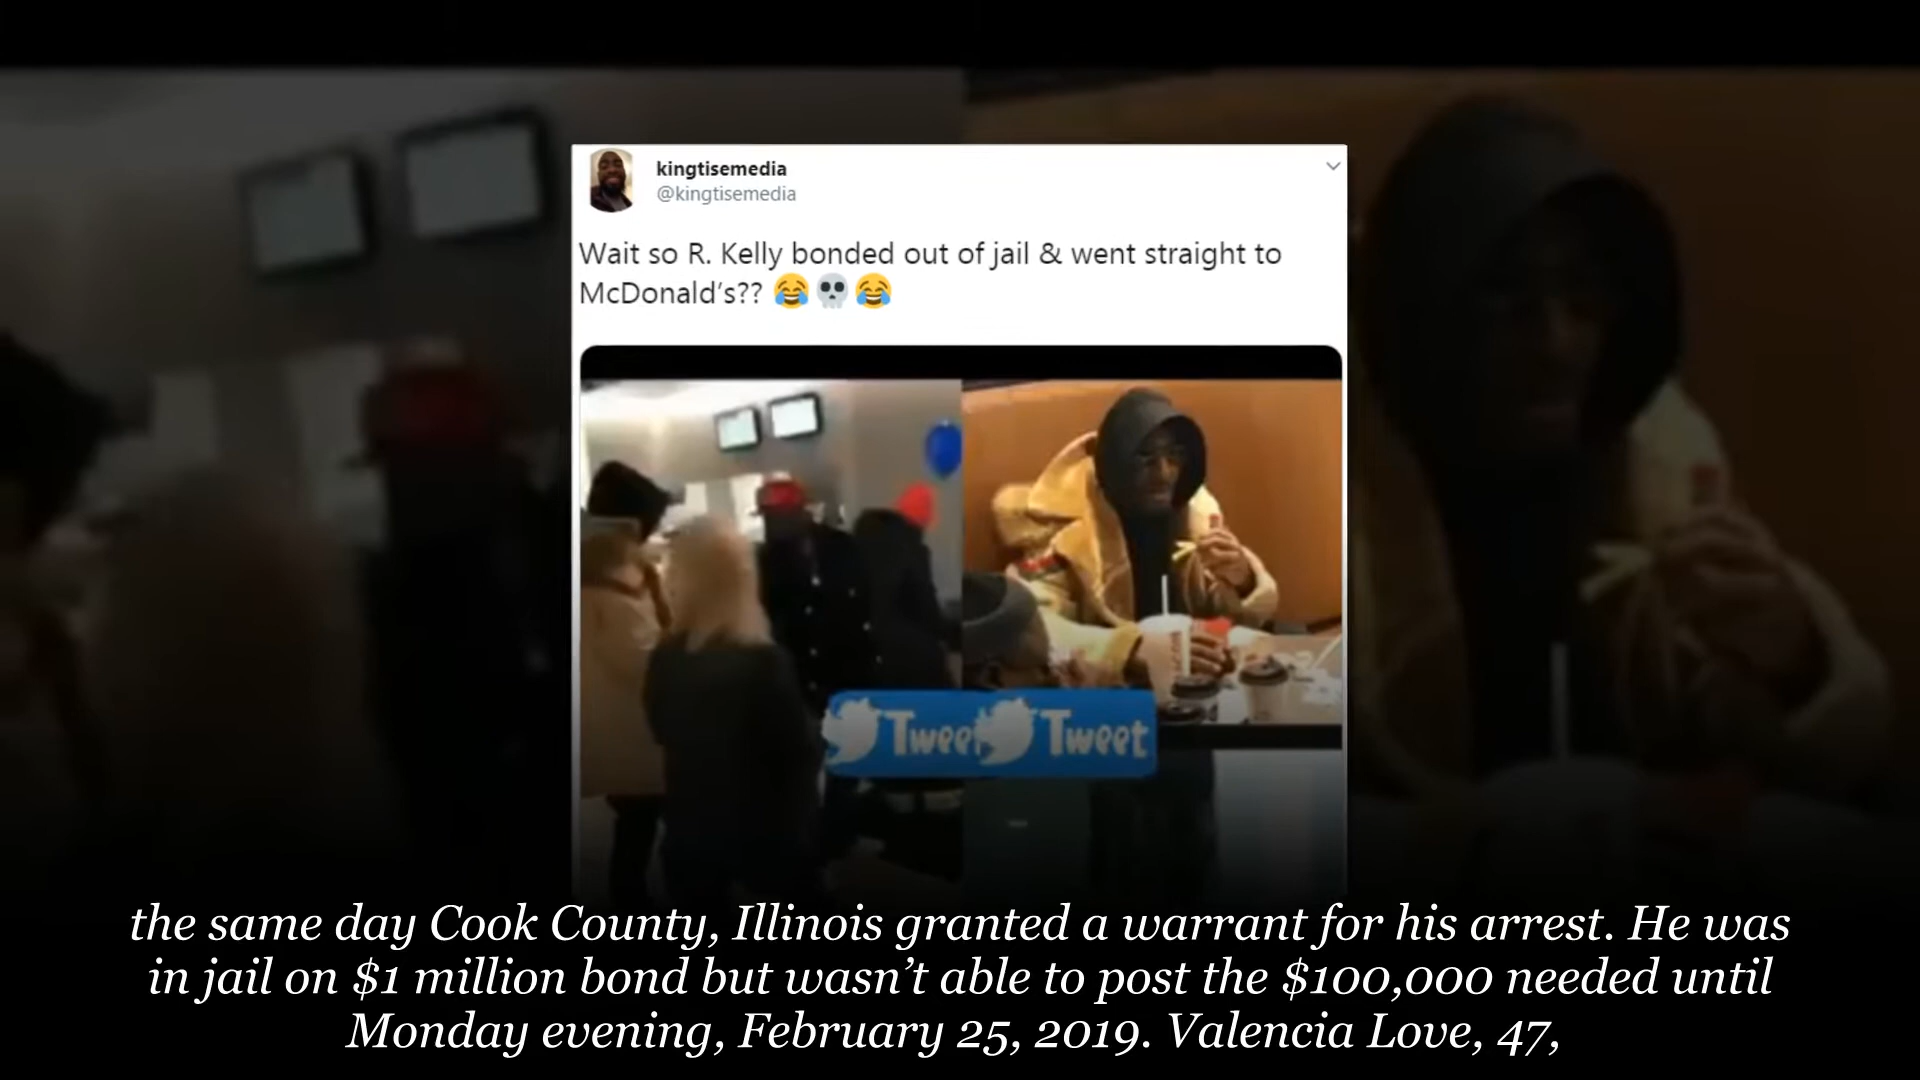 kingtisemedia
@kingtisemedia
Wait so R. Kelly bonded out of jail & went straight to
McDonald's?? 😂💀😂
Tweet Tweet
the same day Cook County, Illinois granted a warrant for his arrest. He was
in jail on $1 million bond but wasn't able to post the $100,000 needed until
Monday evening, February 25, 2019. Valencia Love, 47,